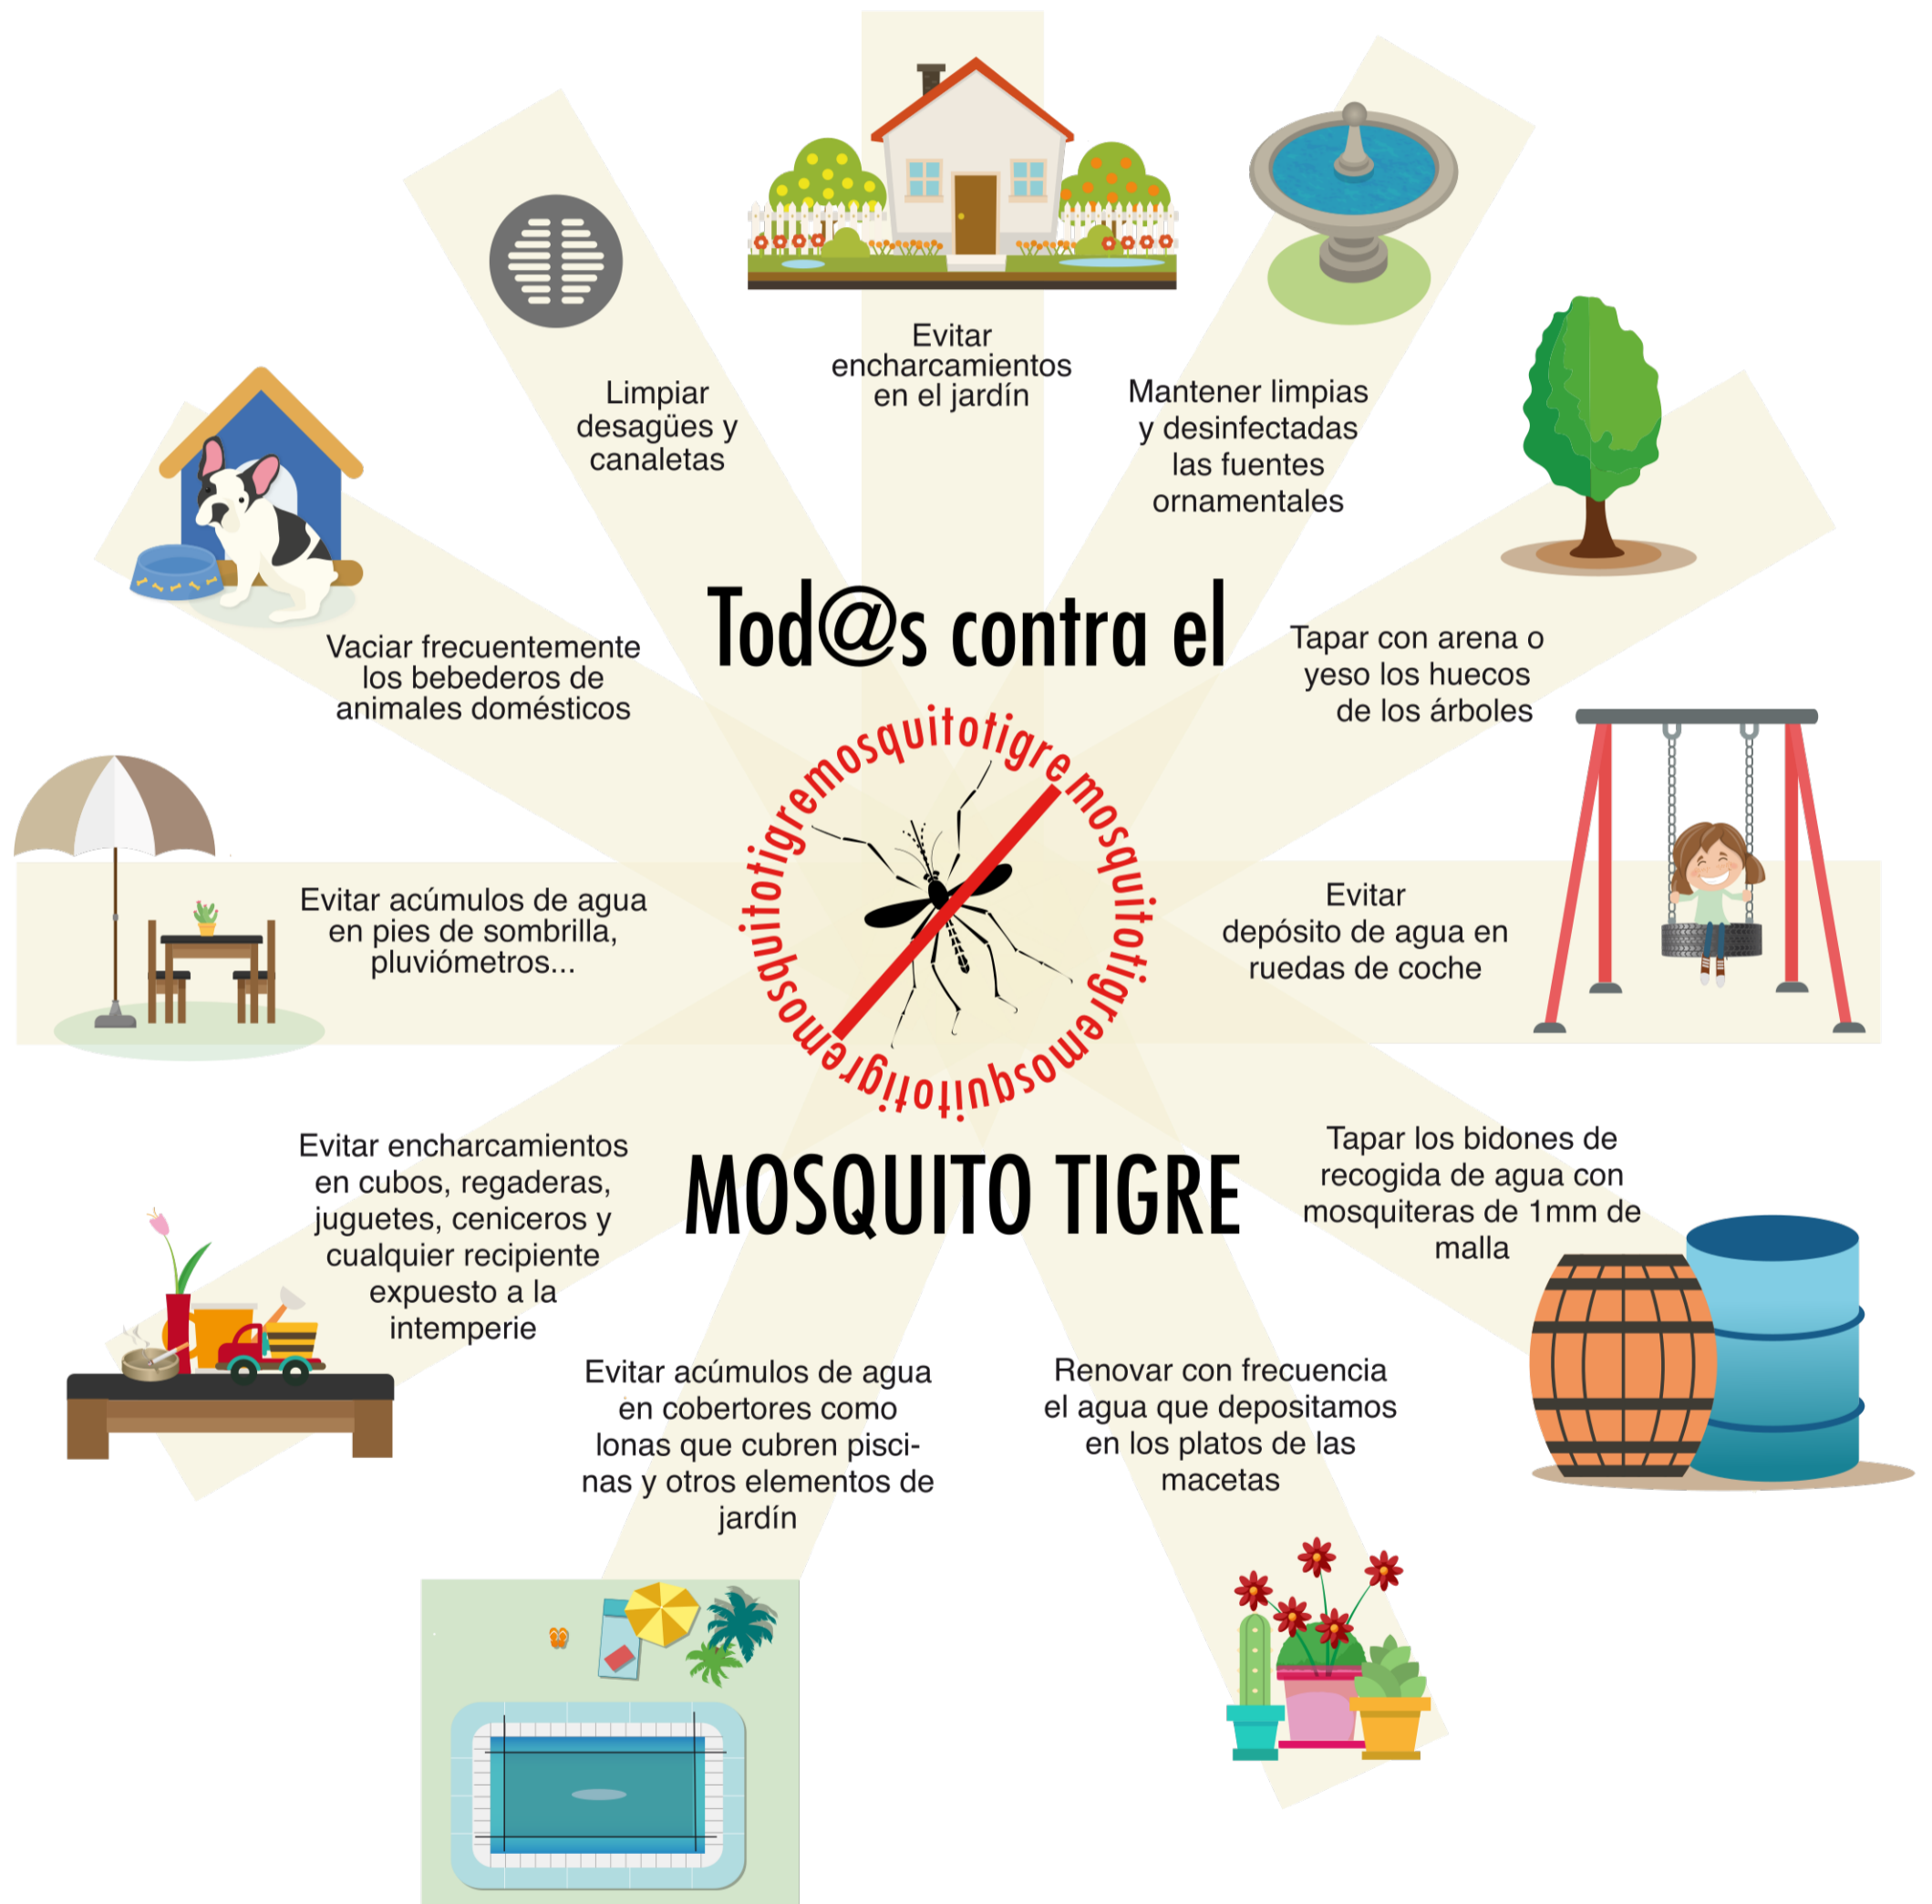 Evitar
encharcamientos
en el jardín
Limpiar
desagües y
canaletas
Mantener limpias
y desinfectadas
las fuentes
ornamentales
Vaciar frecuentemente
los bebederos de
animales domésticos
Tod@s contra el
Tapar con arena o
yeso los huecos
de los árboles
mosquitotigremosquitotigremosquitotigremosquitotigre
Evitar acúmulos de agua
en pies de sombrilla,
pluviómetros...
Evitar
depósito de agua en
ruedas de coche
MOSQUITO TIGRE
Evitar encharcamientos
en cubos, regaderas,
juguetes, ceniceros y
cualquier recipiente
expuesto a la
intemperie
Tapar los bidones de
recogida de agua con
mosquiteras de 1mm de
malla
Evitar acúmulos de agua
en cobertores como
lonas que cubren pisci-
nas y otros elementos de
jardín
Renovar con frecuencia
el agua que depositamos
en los platos de las
macetas